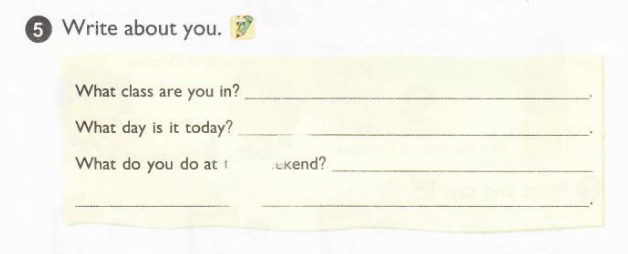 5 Write about you.
What class are you in? .
What day is it today? .
What do you do at ekend?
.